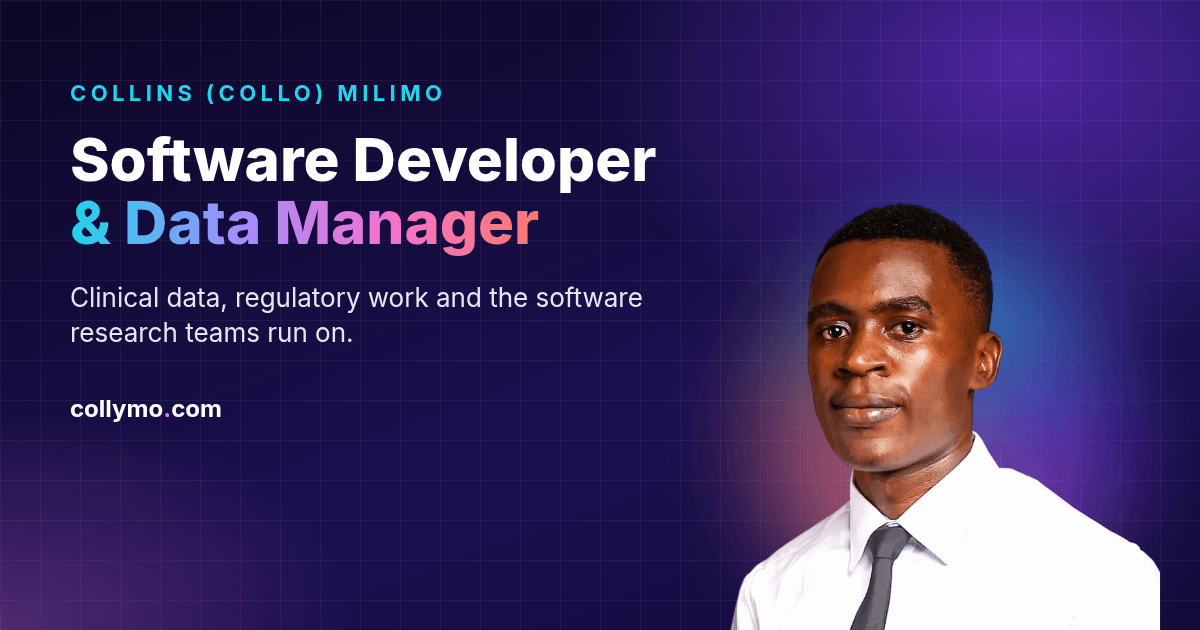 COLLINS (COLLO) MILIMO
Software Developer
& Data Manager
Clinical data, regulatory work and the software
research teams run on.
collymo.com